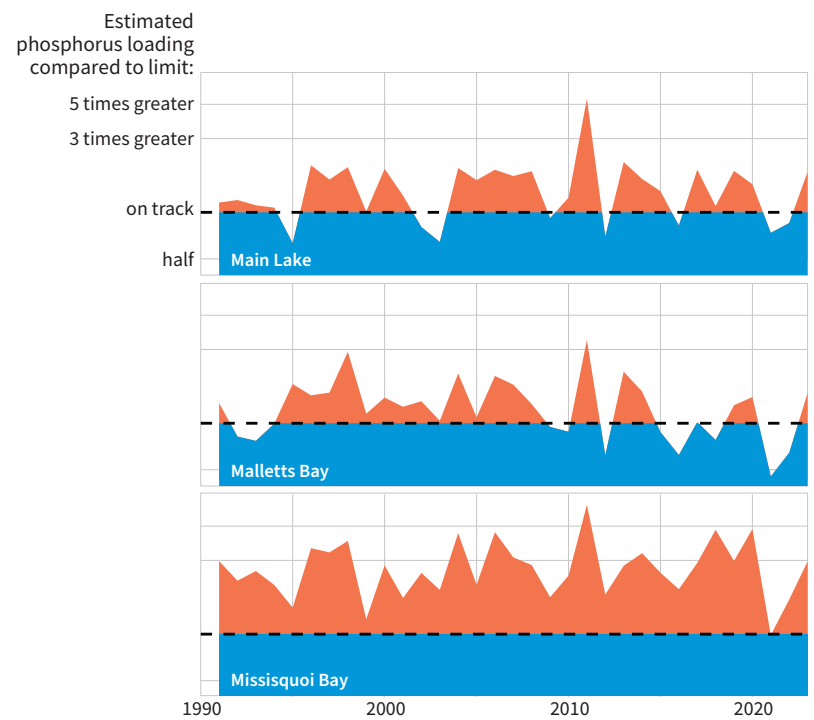 Estimated
phosphorus loading
compared to limit:
5 times greater
3 times greater
on track
half
Main Lake
Malletts Bay
Missisquoi Bay
1990 2000 2010 2020